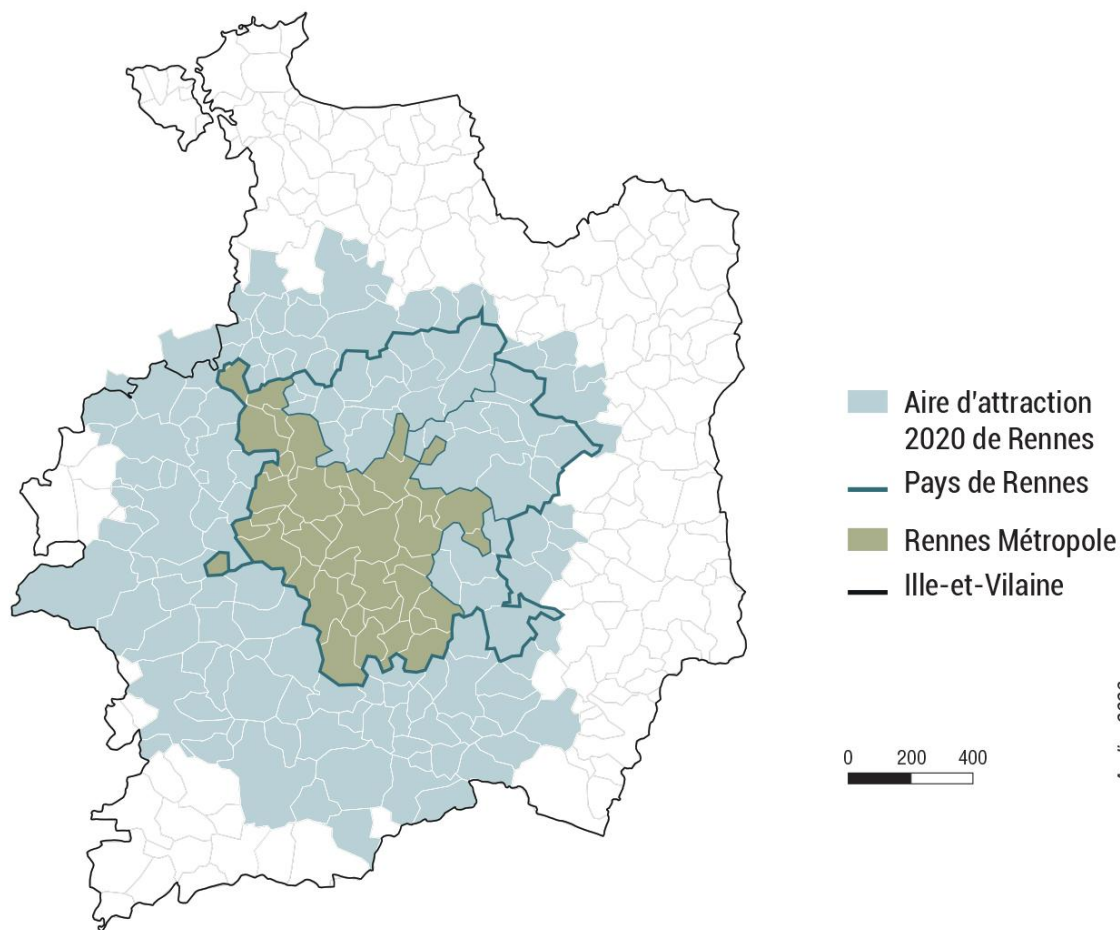 Aire d'attraction
2020 de Rennes
Pays de Rennes
Rennes Métropole
Ille-et-Vilaine
0 200 400